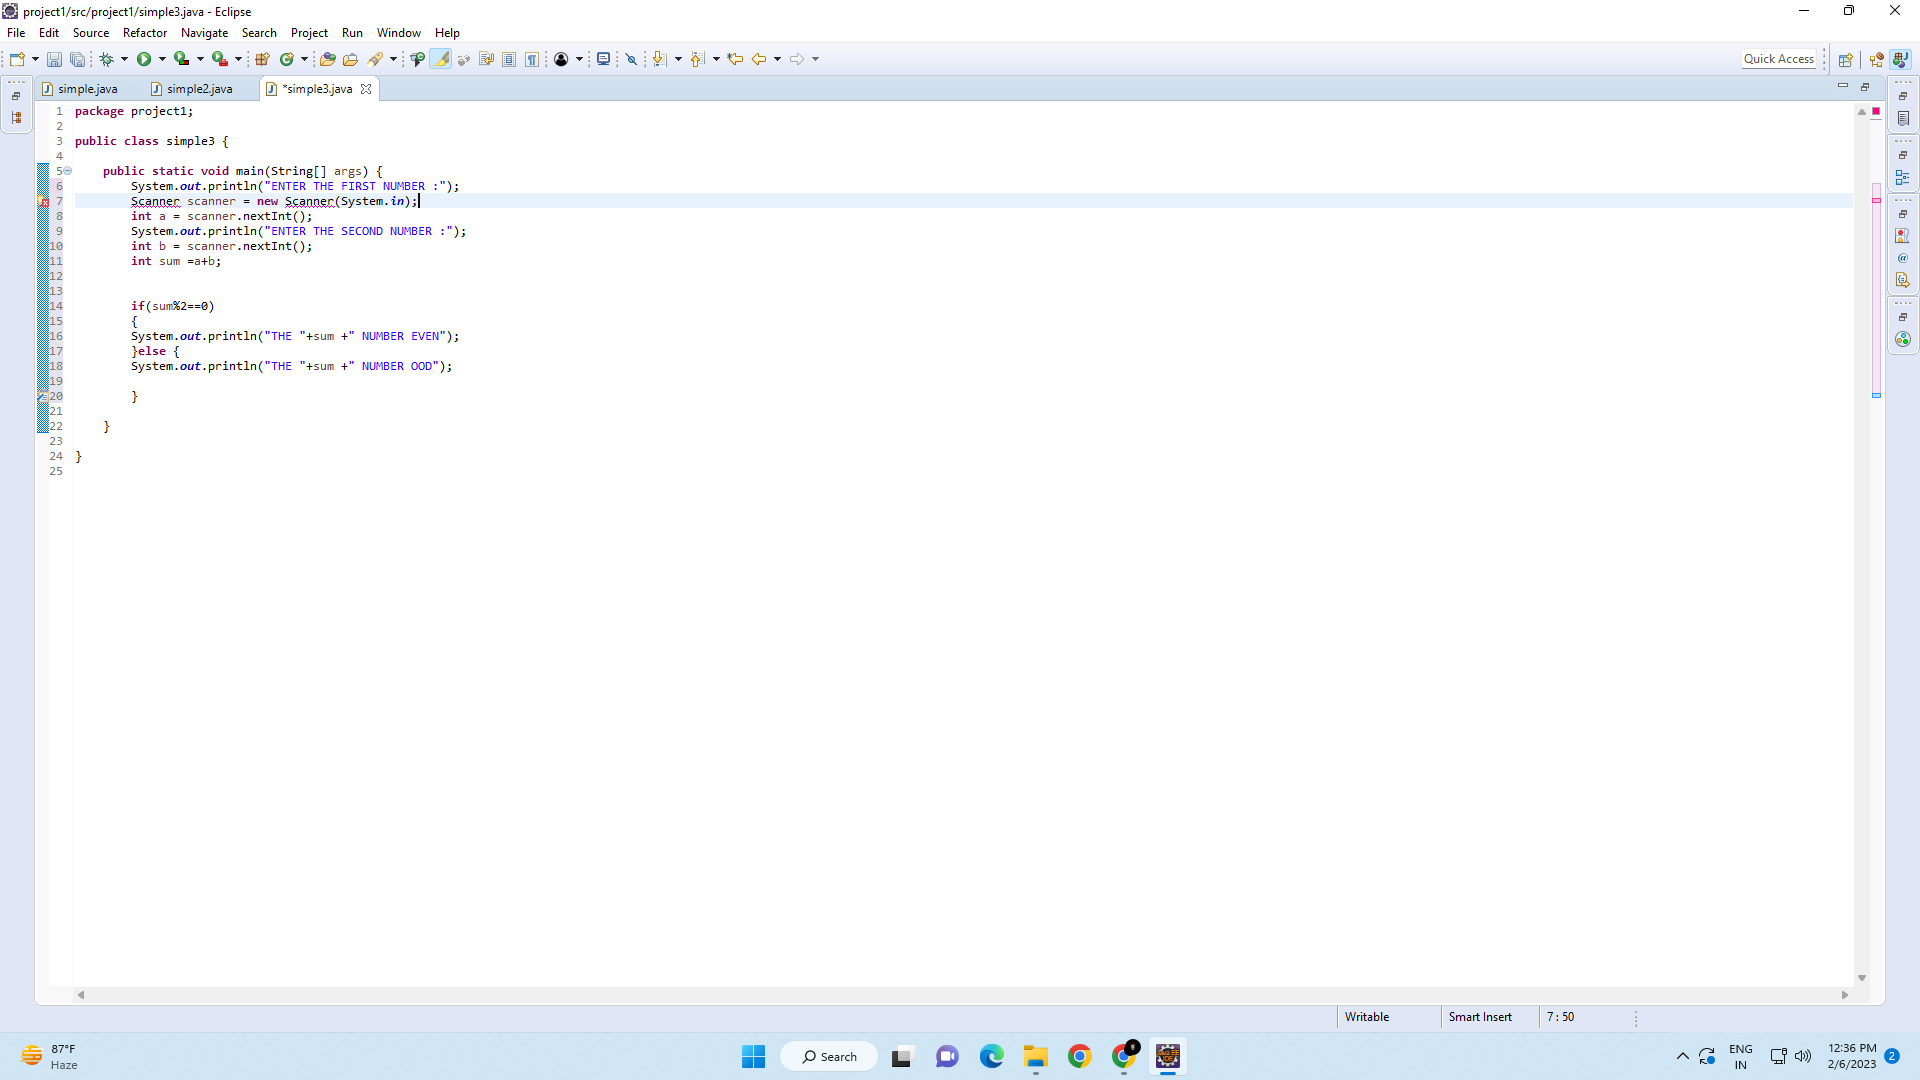 project1/src/project1/simple3.java - Eclipse
File Edit Source Refactor Navigate Search Project Run Window Help
Quick Access
simple.java simple2.java *simple3.java
1 package project1;
2
3 public class simple3 {
4
5 public static void main(String[] args) {
6 System.out.println("ENTER THE FIRST NUMBER :");
7 Scanner scanner = new Scanner(System.in);
8 int a = scanner.nextInt();
9 System.out.println("ENTER THE SECOND NUMBER :");
10 int b = scanner.nextInt();
11 int sum =a+b;
12
13
14 if(sum%2==0)
15 {
16 System.out.println("THE "+sum +" NUMBER EVEN");
17 }else {
18 System.out.println("THE "+sum +" NUMBER OOD");
19
20 }
21
22 }
23
24 }
25
Writable Smart Insert 7 : 50
87°F
Haze
Search
ENG
IN
12:36 PM
2/6/2023
2